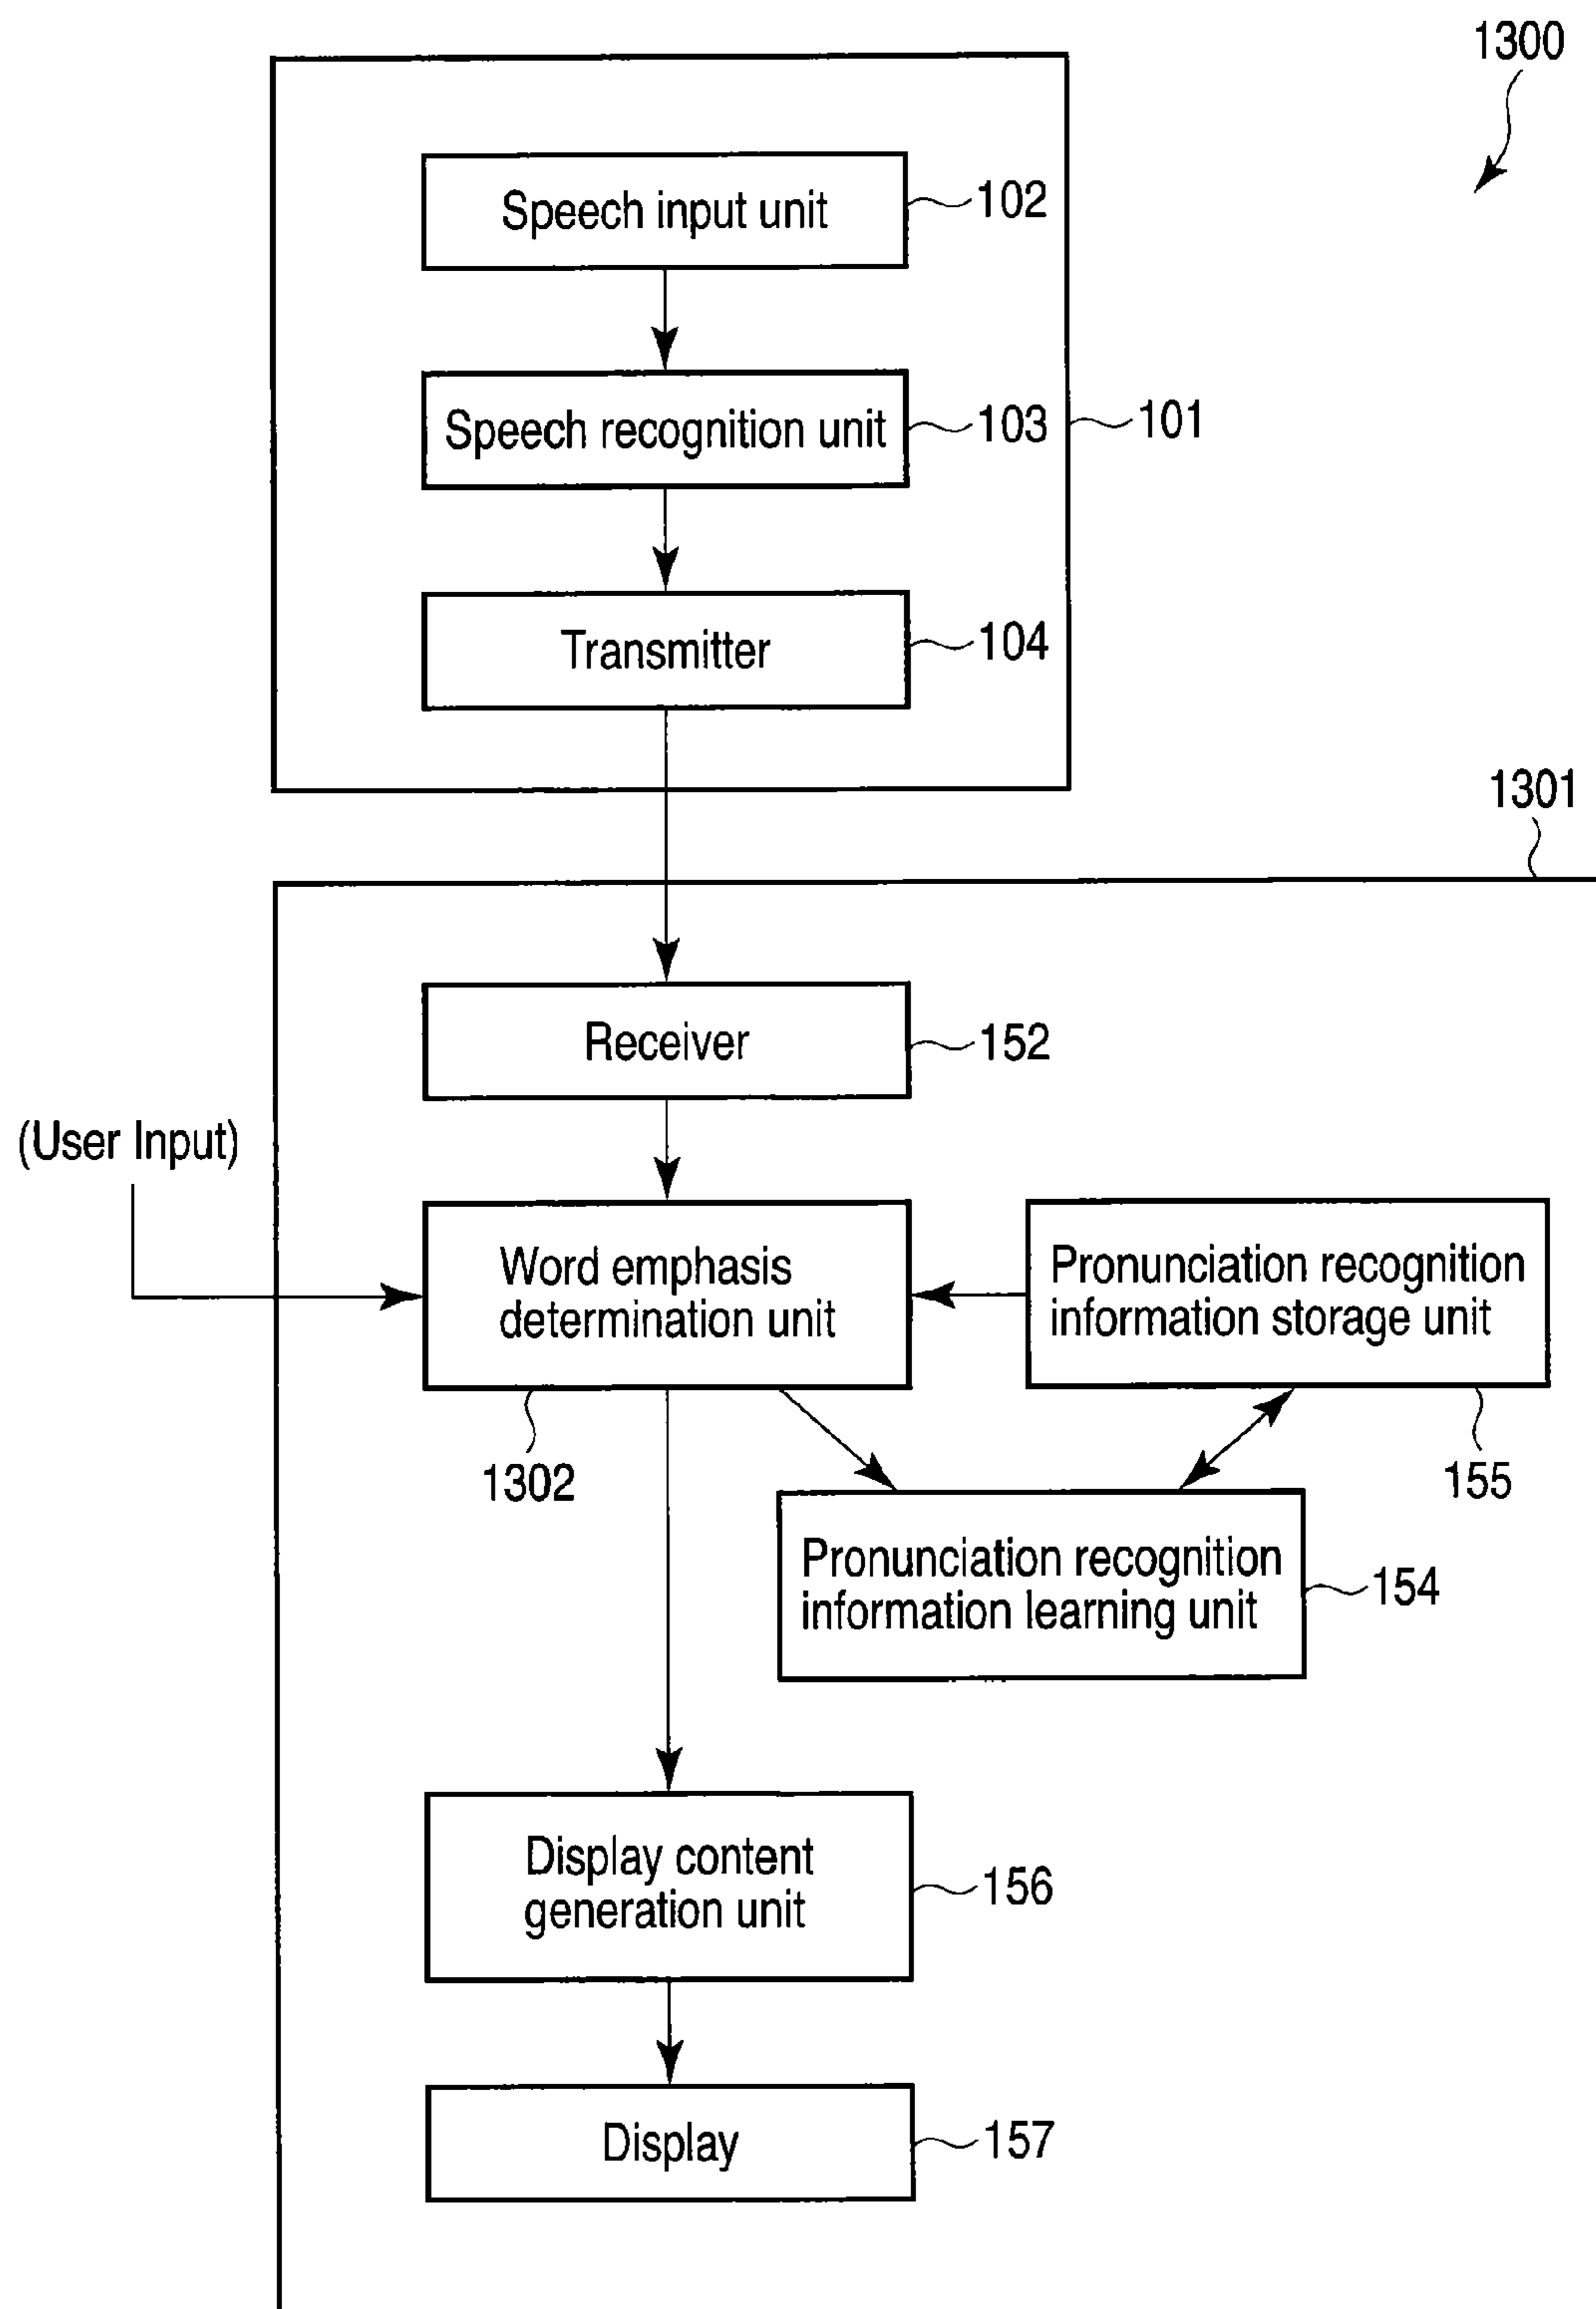 1300
Speech input unit
102
Speech recognition unit
103
101
Transmitter
104
1301
Receiver
152
(User Input)
Word emphasis
determination unit
Pronunciation recognition
information storage unit
1302
155
Pronunciation recognition
information learning unit
154
Display content
generation unit
156
Display
157